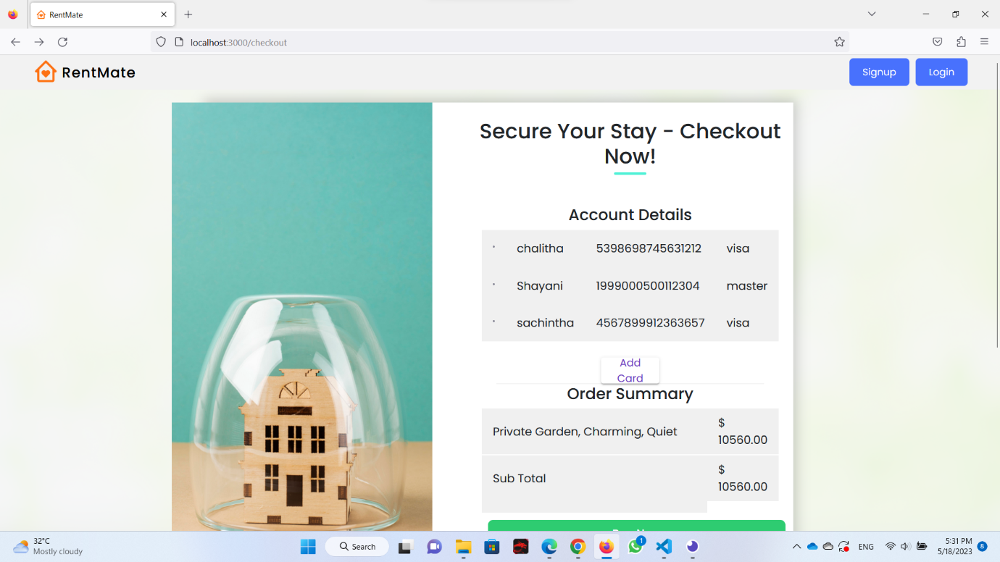 RentMate
localhost:3000/checkout
RentMate
Signup
Login
Secure Your Stay - Checkout
Now!
Account Details
chalitha 5398698745631212 visa
Shayani 1999000500112304 master
sachintha 4567899912363657 visa
Add
Card
Order Summary
Private Garden, Charming, Quiet
$
10560.00
Sub Total
$
10560.00
32°C
Mostly cloudy
Search
1
ENG
5:31 PM
5/18/2023
8